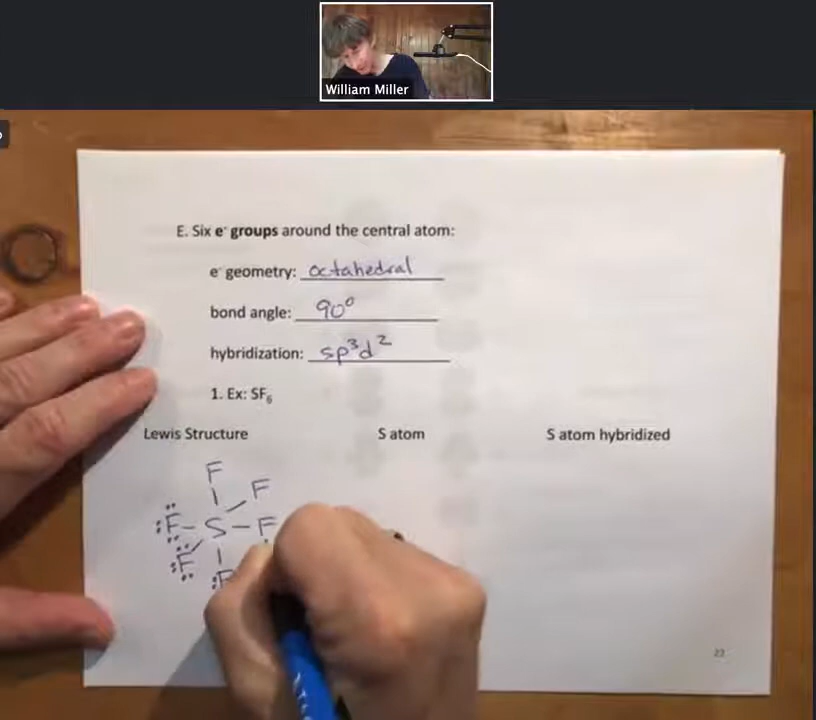 William Miller
E. Six e⁻ groups around the central atom:
e⁻ geometry: octahedral
bond angle: 90°
hybridization: sp³d²
1. Ex: SF₆
Lewis Structure S atom S atom hybridized
F
F
:F-S-F
:F
:F
22